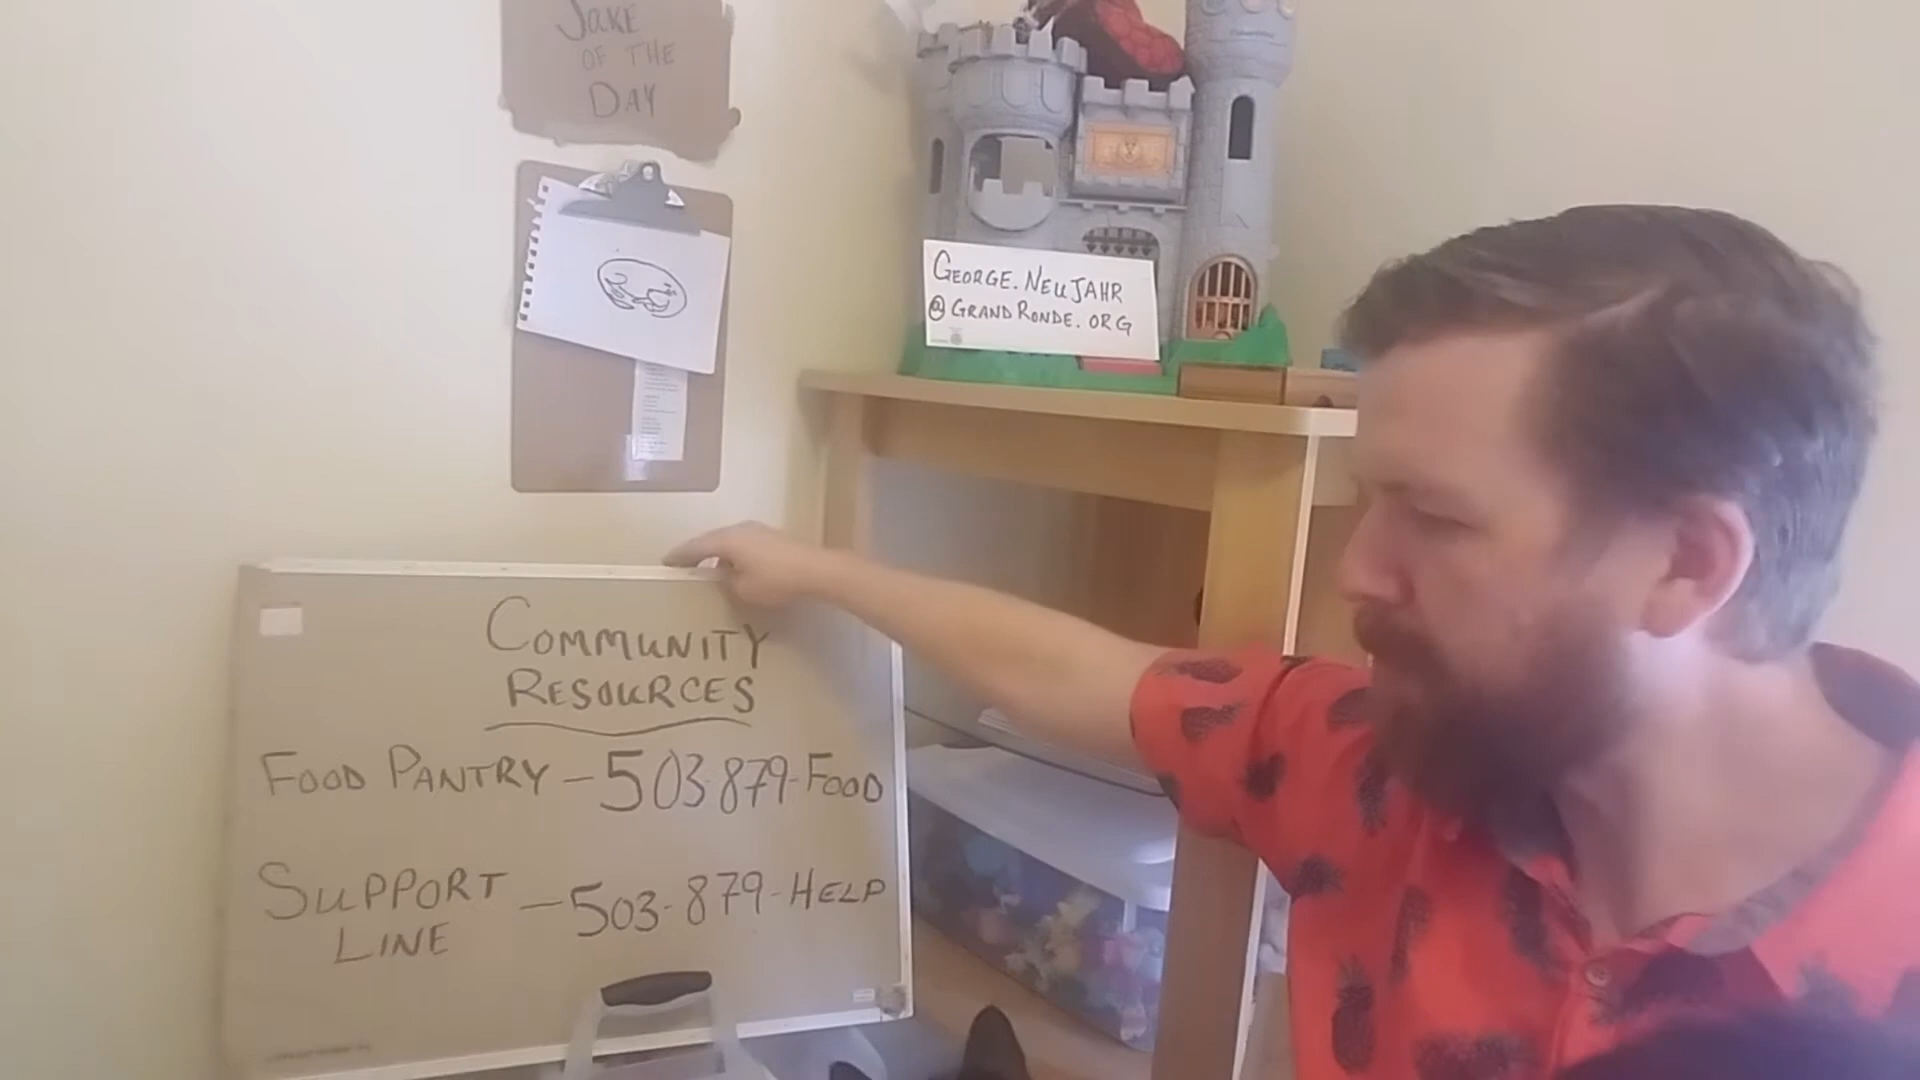 JOKE
OF THE
DAY
GEORGE.NEUJAHR
@GRANDRONDE.ORG
COMMUNITY
RESOURCES
FOOD PANTRY - 503-879-FOOD
SUPPORT
LINE - 503-879-HELP